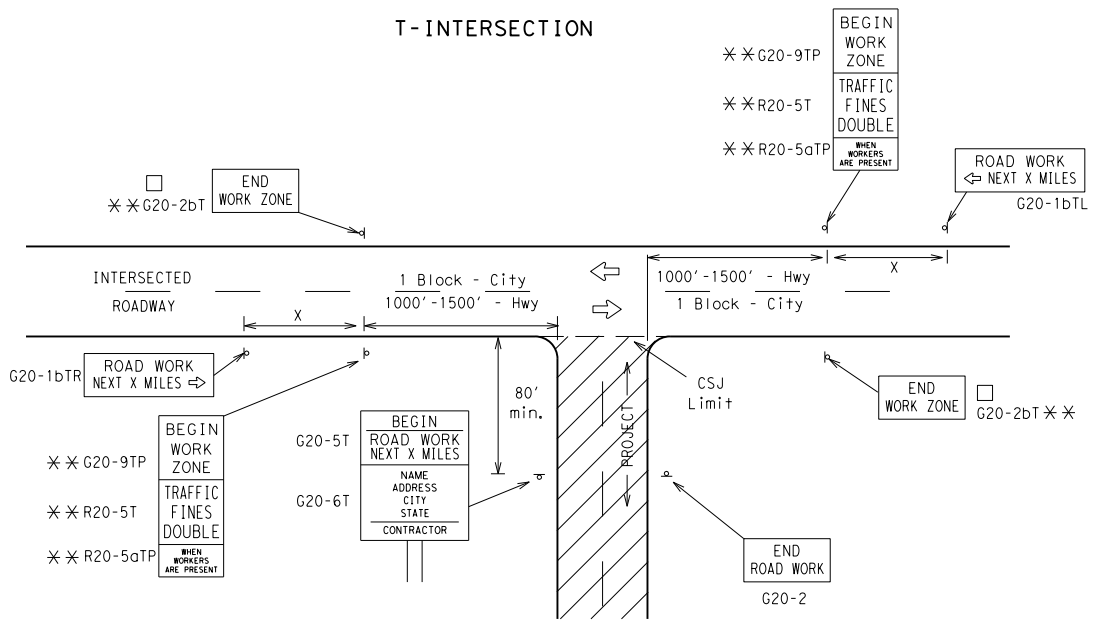 T-INTERSECTION
BEGIN
WORK
ZONE
TRAFFIC
FINES
DOUBLE
WHEN
WORKERS
ARE PRESENT
** G20-9TP
** R20-5T
** R20-5aTP
ROAD WORK
⇦ NEXT X MILES
G20-1bTL
END
WORK ZONE
□
** G20-2bT
INTERSECTED
ROADWAY
1 Block - City
1000'-1500' - Hwy
1000'-1500' - Hwy
1 Block - City
X
X
G20-1bTR
ROAD WORK
NEXT X MILES ⇨
80'
min.
CSJ
Limit
PROJECT
END
WORK ZONE
□
G20-2bT **
BEGIN
WORK
ZONE
TRAFFIC
FINES
DOUBLE
WHEN
WORKERS
ARE PRESENT
** G20-9TP
** R20-5T
** R20-5aTP
G20-5T
BEGIN
ROAD WORK
NEXT X MILES
G20-6T
NAME
ADDRESS
CITY
STATE
CONTRACTOR
END
ROAD WORK
G20-2